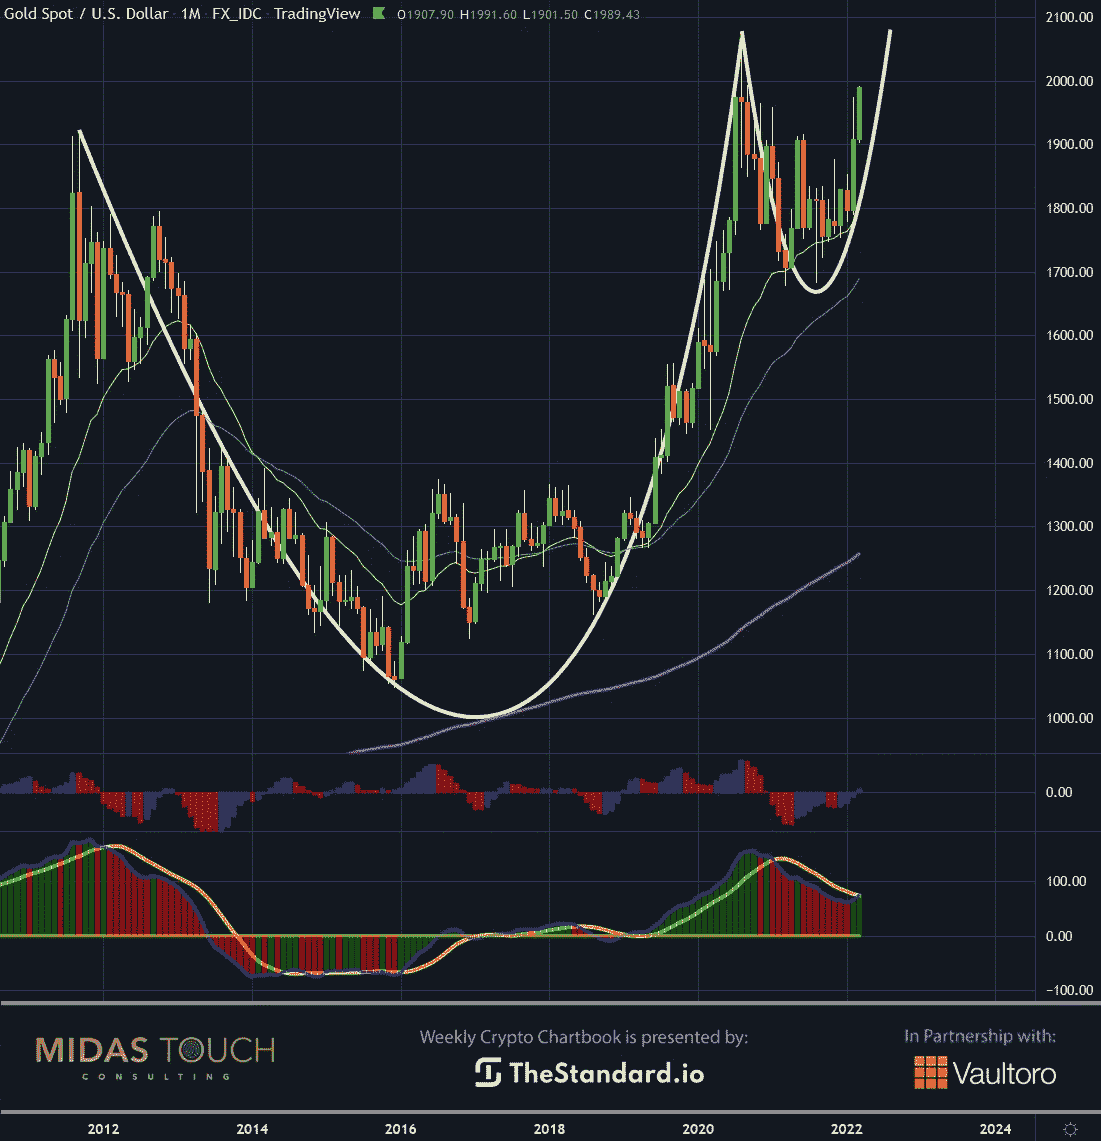 Gold Spot / U.S. Dollar · 1M · FX_IDC · TradingView O1907.90 H1991.60 L1901.50 C1989.43
2100.00
2000.00
1900.00
1800.00
1700.00
1600.00
1500.00
1400.00
1300.00
1200.00
1100.00
1000.00
0.00
100.00
0.00
−100.00
MIDAS TOUCH
CONSULTING
Weekly Crypto Chartbook is presented by:
TheStandard.io
In Partnership with:
Vaultoro
2012 2014 2016 2018 2020 2022 2024